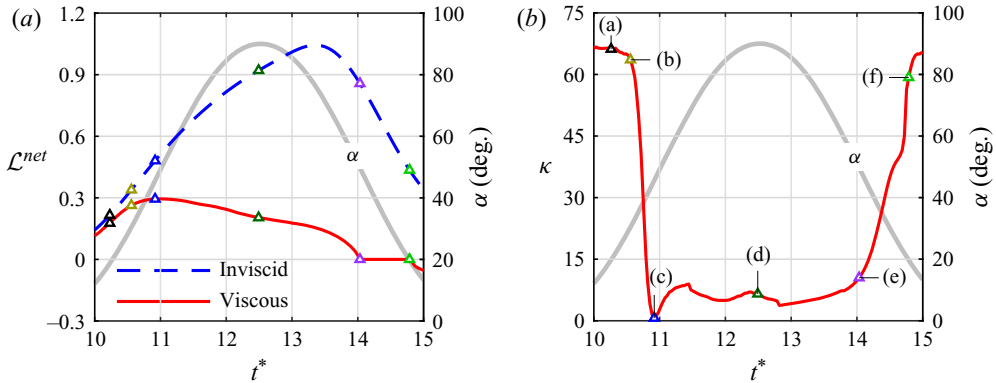 (a)
1.2
0.9
0.6
0.3
0
–0.3
ℒnet
100
80
60
40
20
0
α (deg.)
α
Inviscid
Viscous
10 11 12 13 14 15
t*
(b)
75
60
45
30
15
0
κ
(a)
(b)
(c)
(d)
(e)
(f)
α
100
80
60
40
20
0
α (deg.)
10 11 12 13 14 15
t*